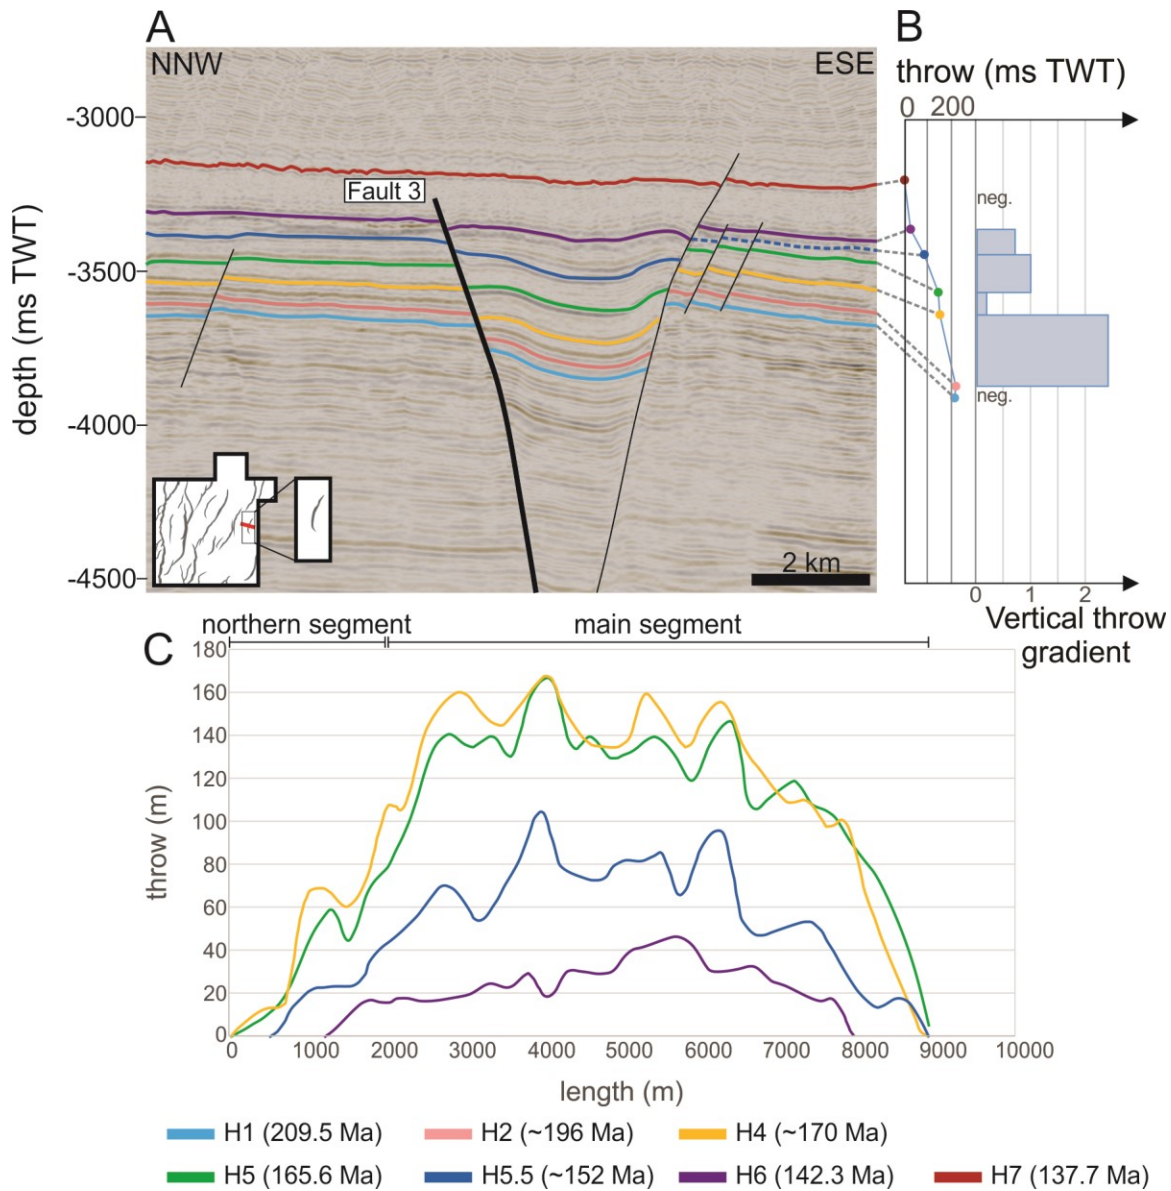 A
B
NNW
ESE
throw (ms TWT)
0 200
-3000
-3500
-4000
-4500
depth (ms TWT)
Fault 3
neg.
neg.
2 km
0 1 2
Vertical throw
gradient
northern segment
main segment
C
180
160
140
120
100
80
60
40
20
0
throw (m)
0 1000 2000 3000 4000 5000 6000 7000 8000 9000 10000
length (m)
H1 (209.5 Ma) H2 (~196 Ma) H4 (~170 Ma)
H5 (165.6 Ma) H5.5 (~152 Ma) H6 (142.3 Ma) H7 (137.7 Ma)